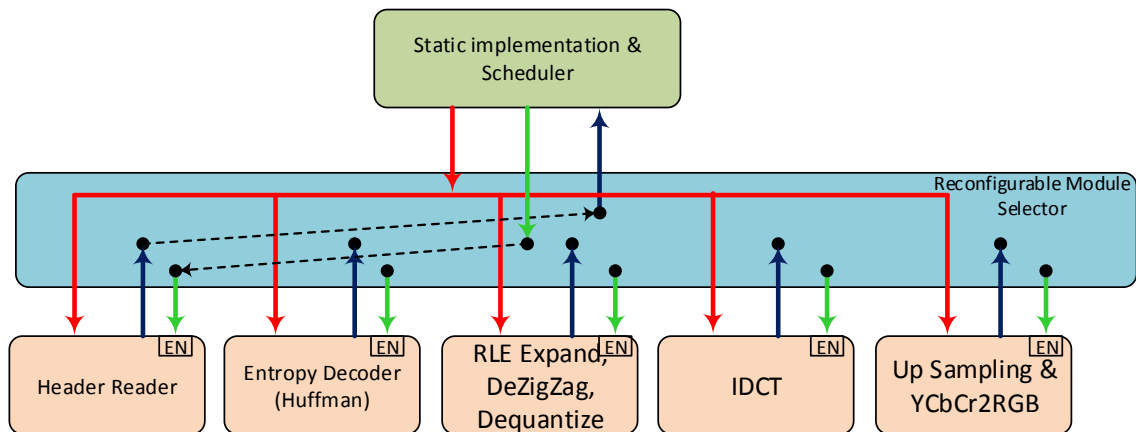 Static implementation &
Scheduler
Reconfigurable Module
Selector
EN
EN
EN
EN
EN
Header Reader
Entropy Decoder
(Huffman)
RLE Expand,
DeZigZag,
Dequantize
IDCT
Up Sampling &
YCbCr2RGB